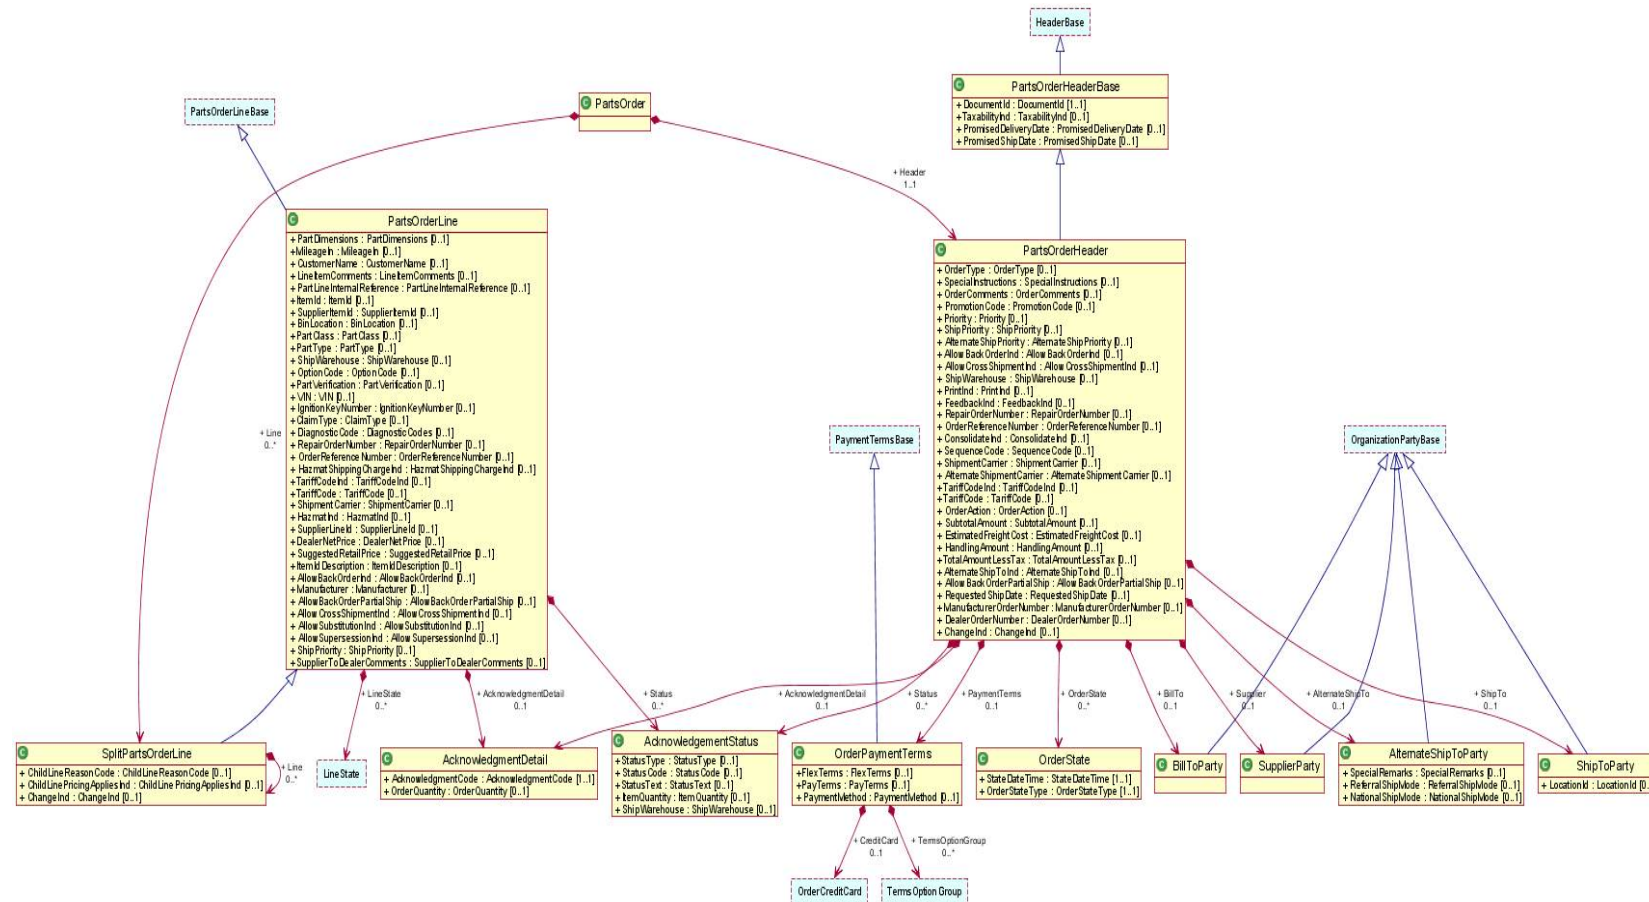 HeaderBase
PartsOrderHeaderBase
+ DocumentId : DocumentId [1..1]
+TaxabilityInd : TaxabilityInd [0..1]
+ PromisedDeliveryDate : PromisedDeliveryDate [0..1]
+ PromisedShipDate : PromisedShipDate [0..1]
PartsOrderLineBase
PartsOrder
+ Header
1..1
PartsOrderLine
+ PartDimensions : PartDimensions [0..1]
+MileageIn : MileageIn [0..1]
+ CustomerName : CustomerName [0..1]
+ LineItemComments : LineItemComments [0..1]
+ PartLineInternalReference : PartLineInternalReference [0..1]
+ItemId : ItemId [0..1]
+ SupplierItemId : SupplierItemId [0..1]
+ BinLocation : BinLocation [0..1]
+ PartClass : PartClass [0..1]
+ PartType : PartType [0..1]
+ ShipWarehouse : ShipWarehouse [0..1]
+ OptionCode : OptionCode [0..1]
+ PartVerification : PartVerification [0..1]
+ VIN : VIN [0..1]
+ IgnitionKeyNumber : IgnitionKeyNumber [0..1]
+ClaimType : ClaimType [0..1]
+ DiagnosticCode : DiagnosticCodes [0..1]
+ RepairOrderNumber : RepairOrderNumber [0..1]
+ OrderReferenceNumber : OrderReferenceNumber [0..1]
+ HazmatShippingChargeInd : HazmatShippingChargeInd [0..1]
+TariffCodeInd : TariffCodeInd [0..1]
+TariffCode : TariffCode [0..1]
+ ShipmentCarrier : ShipmentCarrier [0..1]
+ HazmatInd : HazmatInd [0..1]
+ SupplierLineId : SupplierLineId [0..1]
+ DealerNetPrice : DealerNetPrice [0..1]
+ SuggestedRetailPrice : SuggestedRetailPrice [0..1]
+ ItemIdDescription : ItemIdDescription [0..1]
+ AllowBackOrderInd : AllowBackOrderInd [0..1]
+ Manufacturer : Manufacturer [0..1]
+ AllowBackOrderPartialShip : AllowBackOrderPartialShip [0..1]
+ AllowCrossShipmentInd : AllowCrossShipmentInd [0..1]
+ AllowSubstitutionInd : AllowSubstitutionInd [0..1]
+ AllowSupersessionInd : AllowSupersessionInd [0..1]
+ ShipPriority : ShipPriority [0..1]
+ SupplierToDealerComments : SupplierToDealerComments [0..1]
+ Line
0..*
PartsOrderHeader
+ OrderType : OrderType [0..1]
+ SpecialInstructions : SpecialInstructions [0..1]
+ OrderComments : OrderComments [0..1]
+ PromotionCode : PromotionCode [0..1]
+ Priority : Priority [0..1]
+ ShipPriority : ShipPriority [0..1]
+ AlternateShipPriority : AlternateShipPriority [0..1]
+ AllowBackOrderInd : AllowBackOrderInd [0..1]
+ AllowCrossShipmentInd : AllowCrossShipmentInd [0..1]
+ ShipWarehouse : ShipWarehouse [0..1]
+ PrintInd : PrintInd [0..1]
+ FeedbackInd : FeedbackInd [0..1]
+ RepairOrderNumber : RepairOrderNumber [0..1]
+ OrderReferenceNumber : OrderReferenceNumber [0..1]
+ ConsolidateInd : ConsolidateInd [0..1]
+ SequenceCode : SequenceCode [0..1]
+ ShipmentCarrier : ShipmentCarrier [0..1]
+ AlternateShipmentCarrier : AlternateShipmentCarrier [0..1]
+TariffCodeInd : TariffCodeInd [0..1]
+TariffCode : TariffCode [0..1]
+ OrderAction : OrderAction [0..1]
+ SubtotalAmount : SubtotalAmount [0..1]
+ EstimatedFreightCost : EstimatedFreightCost [0..1]
+ HandlingAmount : HandlingAmount [0..1]
+TotalAmountLessTax : TotalAmountLessTax [0..1]
+ AlternateShipToInd : AlternateShipToInd [0..1]
+ AllowBackOrderPartialShip : AllowBackOrderPartialShip [0..1]
+ RequestedShipDate : RequestedShipDate [0..1]
+ManufacturerOrderNumber : ManufacturerOrderNumber [0..1]
+ DealerOrderNumber : DealerOrderNumber [0..1]
+ ChangeInd : ChangeInd [0..1]
PaymentTermsBase
OrganizationPartyBase
+ LineState
0..*
+ AcknowledgmentDetail
0..1
+ Status
0..*
+ AcknowledgmentDetail
0..1
+ Status
0..*
+ PaymentTerms
0..1
+ OrderState
0..*
+ BillTo
0..1
+ Supplier
0..1
+ AlternateShipTo
0..1
+ ShipTo
0..1
SplitPartsOrderLine
+ ChildLineReasonCode : ChildLineReasonCode [0..1]
+ ChildLinePricingAppliesInd : ChildLinePricingAppliesInd [0..1]
+ ChangeInd : ChangeInd [0..1]
+ Line
0..*
LineState
AcknowledgmentDetail
+ AcknowledgmentCode : AcknowledgmentCode [1..1]
+ OrderQuantity : OrderQuantity [0..1]
AcknowledgementStatus
+StatusType : StatusType [0..1]
+ StatusCode : StatusCode [0..1]
+ StatusText : StatusText [0..1]
+ ItemQuantity : ItemQuantity [0..1]
+ ShipWarehouse : ShipWarehouse [0..1]
OrderPaymentTerms
+FlexTerms : FlexTerms [0..1]
+PayTerms : PayTerms [0..1]
+ PaymentMethod : PaymentMethod [0..1]
OrderState
+ StateDateTime : StateDateTime [1..1]
+ OrderStateType : OrderStateType [1..1]
BillToParty
SupplierParty
AlternateShipToParty
+ SpecialRemarks : SpecialRemarks [0..1]
+ ReferralShipMode : ReferralShipMode [0..1]
+ NationalShipMode : NationalShipMode [0..1]
ShipToParty
+ LocationId : LocationId [0..
+ CreditCard
0..1
+ TermsOptionGroup
0..*
OrderCreditCard
TermsOption Group